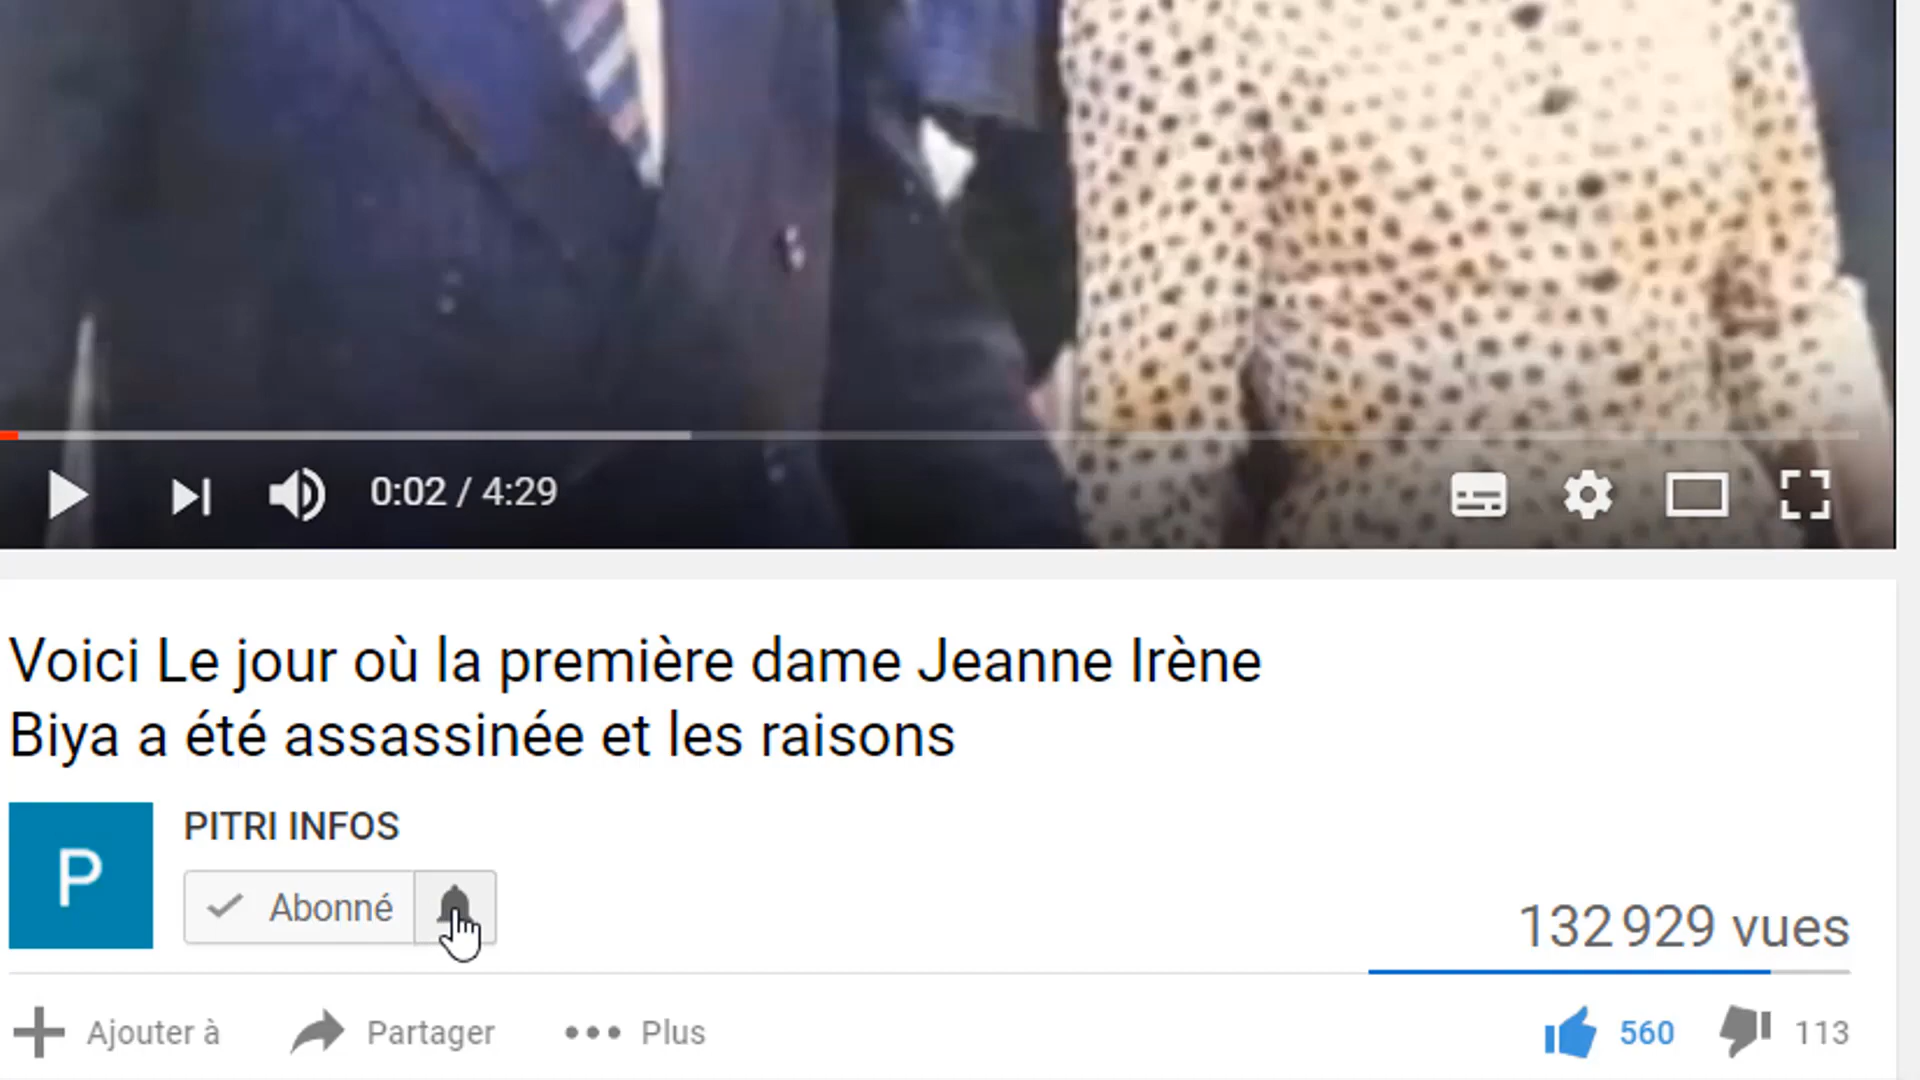 0:02 / 4:29
Voici Le jour où la première dame Jeanne Irène
Biya a été assassinée et les raisons
P
PITRI INFOS
Abonné
132 929 vues
Ajouter à
Partager
Plus
560
113